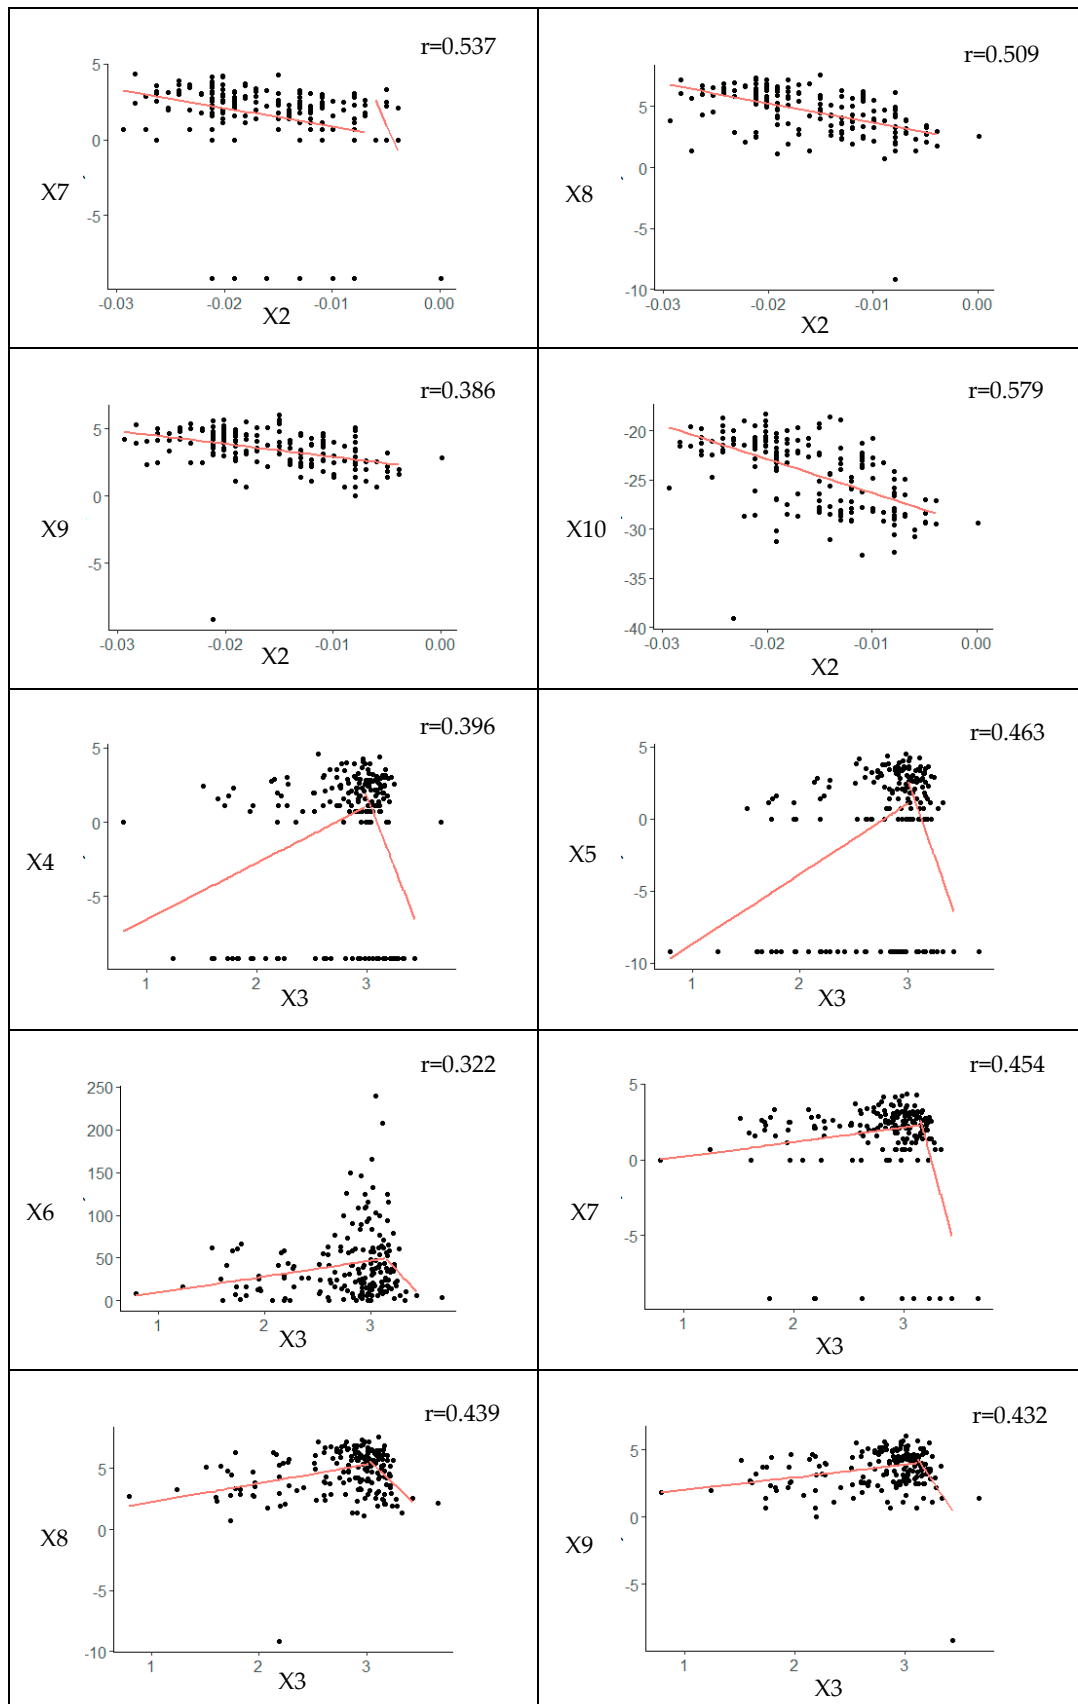 r=0.537
5
0
-5
X7
-0.03 -0.02 -0.01 0.00
X2
r=0.509
5
0
-5
-10
X8
-0.03 -0.02 -0.01 0.00
X2
r=0.386
5
0
-5
X9
-0.03 -0.02 -0.01 0.00
X2
r=0.579
-20
-25
-30
-35
-40
X10
-0.03 -0.02 -0.01 0.00
X2
r=0.396
5
0
-5
X4
1 2 3
X3
r=0.463
5
0
-5
-10
X5
1 2 3
X3
r=0.322
250
200
150
100
50
0
X6
1 2 3
X3
r=0.454
5
0
-5
X7
1 2 3
X3
r=0.439
5
0
-5
-10
X8
1 2 3
X3
r=0.432
5
0
-5
X9
1 2 3
X3